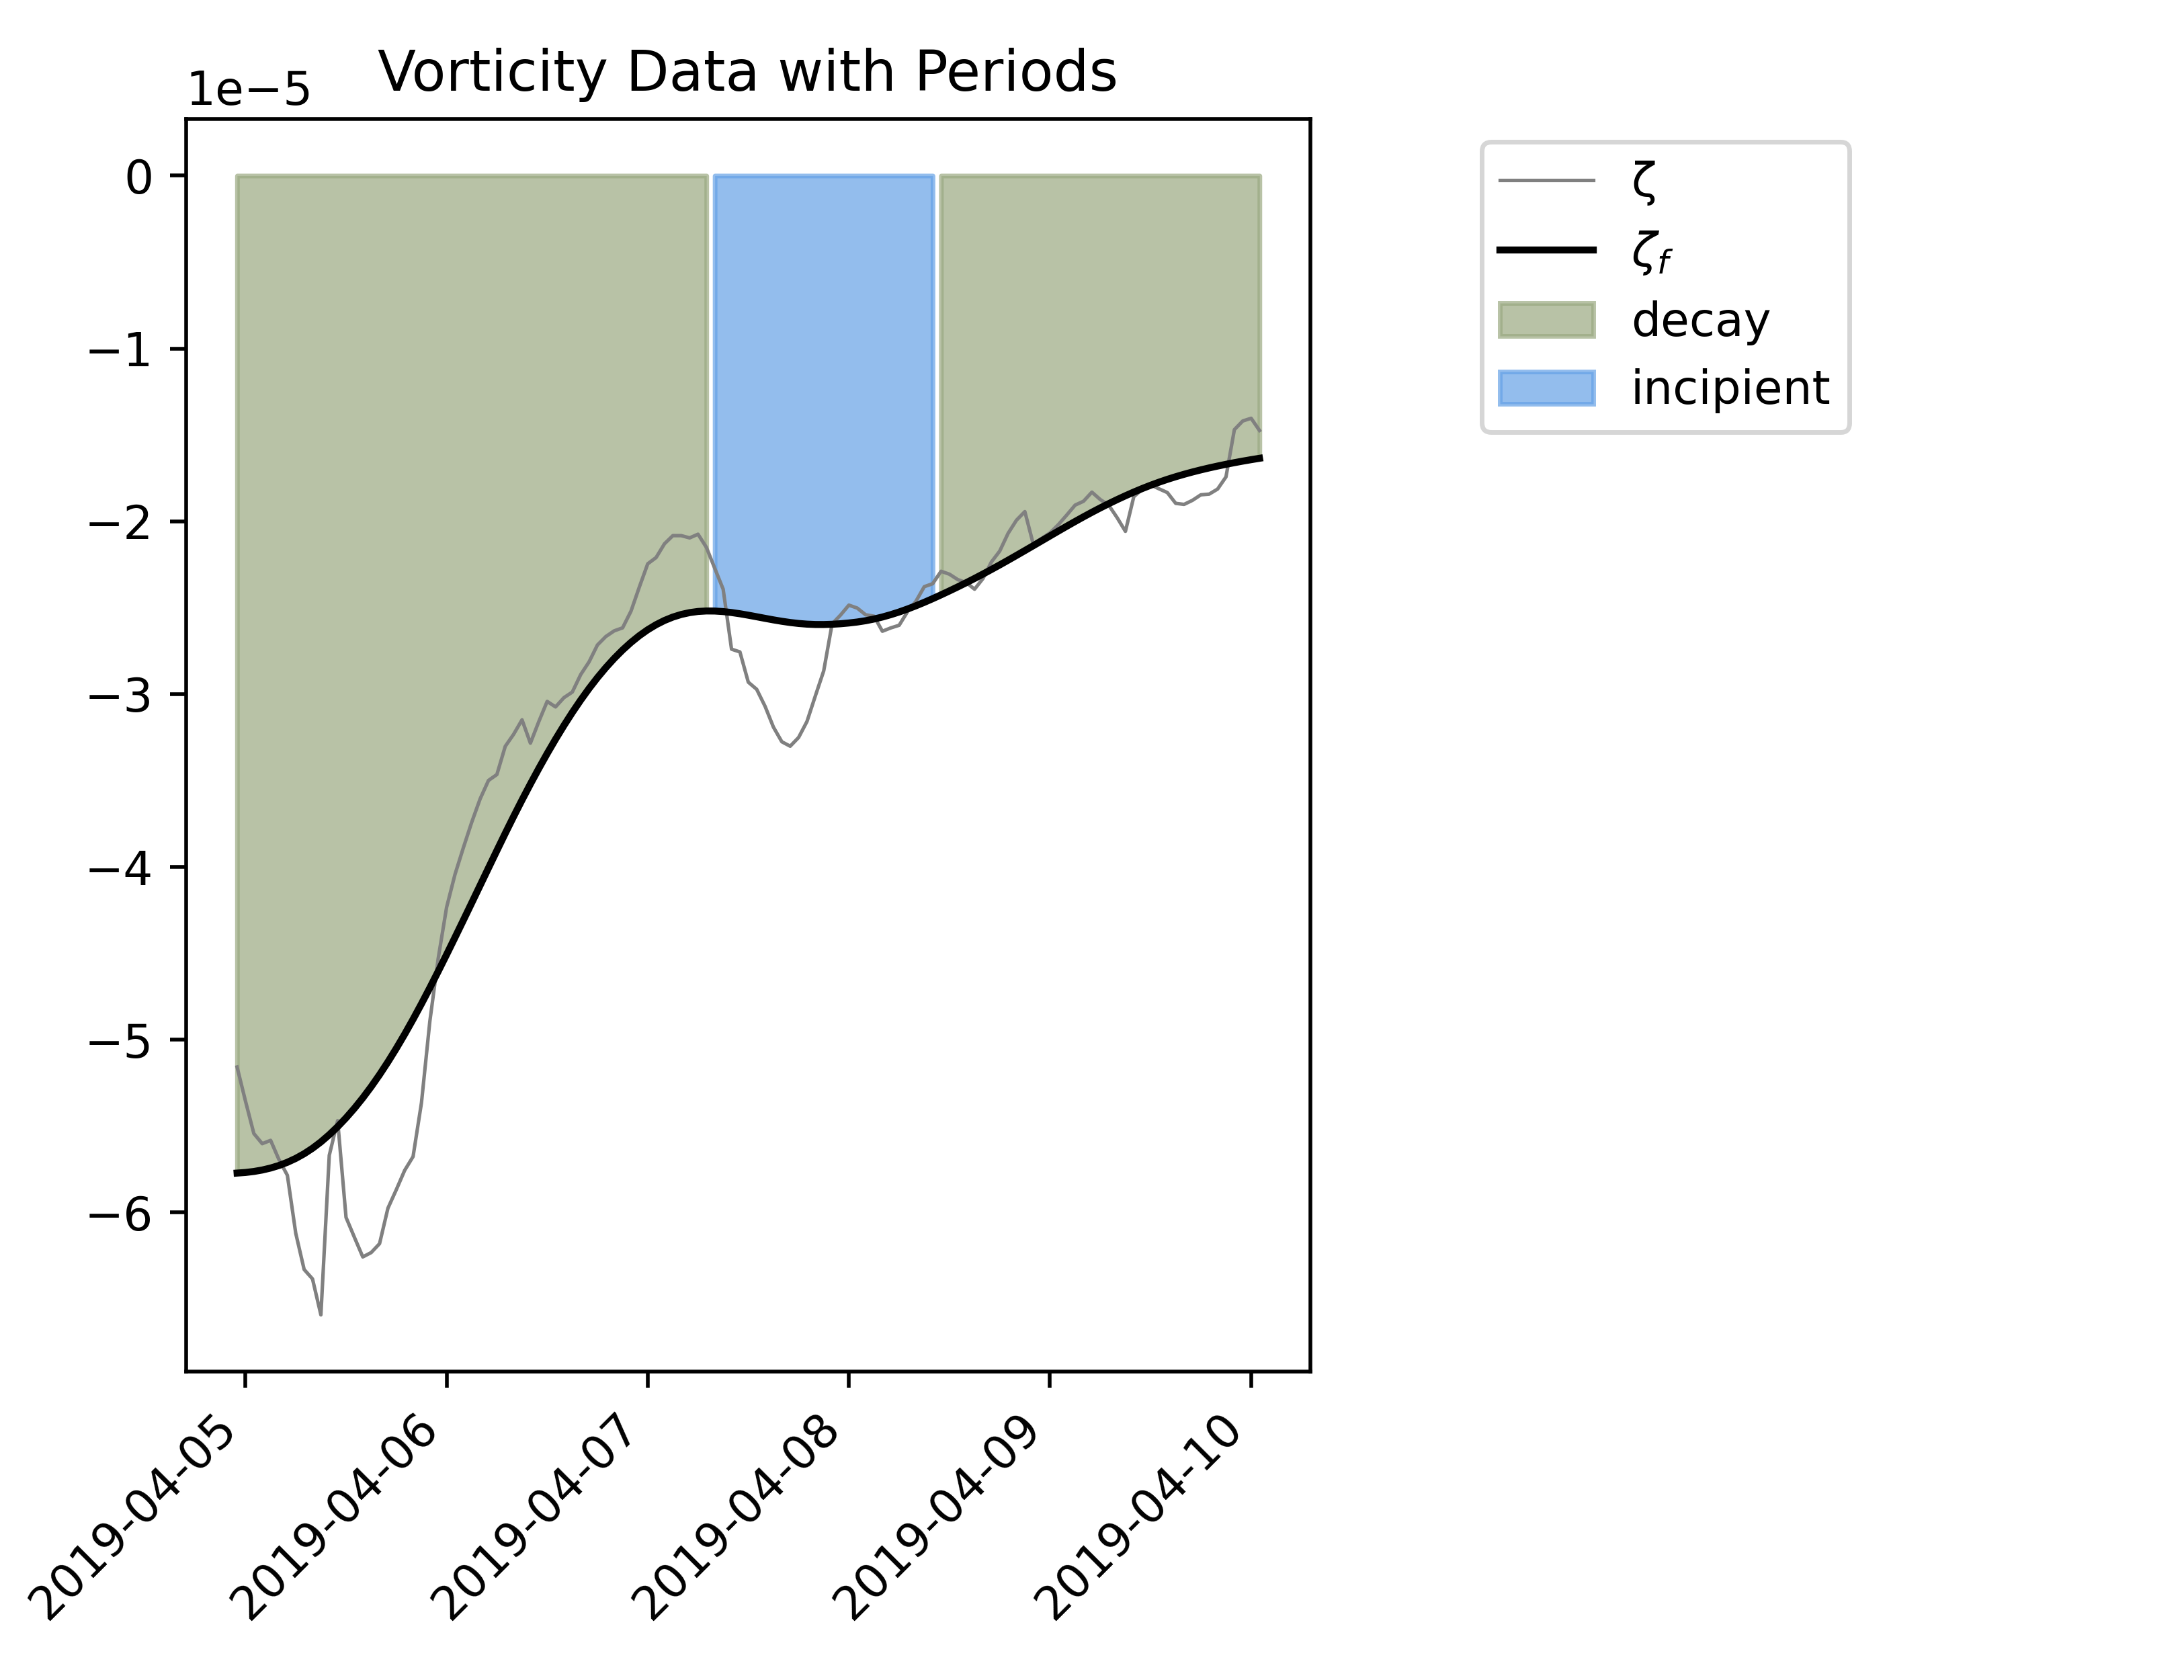 Vorticity Data with Periods
1e−5
0
−1
−2
−3
−4
−5
−6
2019-04-05
2019-04-06
2019-04-07
2019-04-08
2019-04-09
2019-04-10
ζ
ζf
decay
incipient